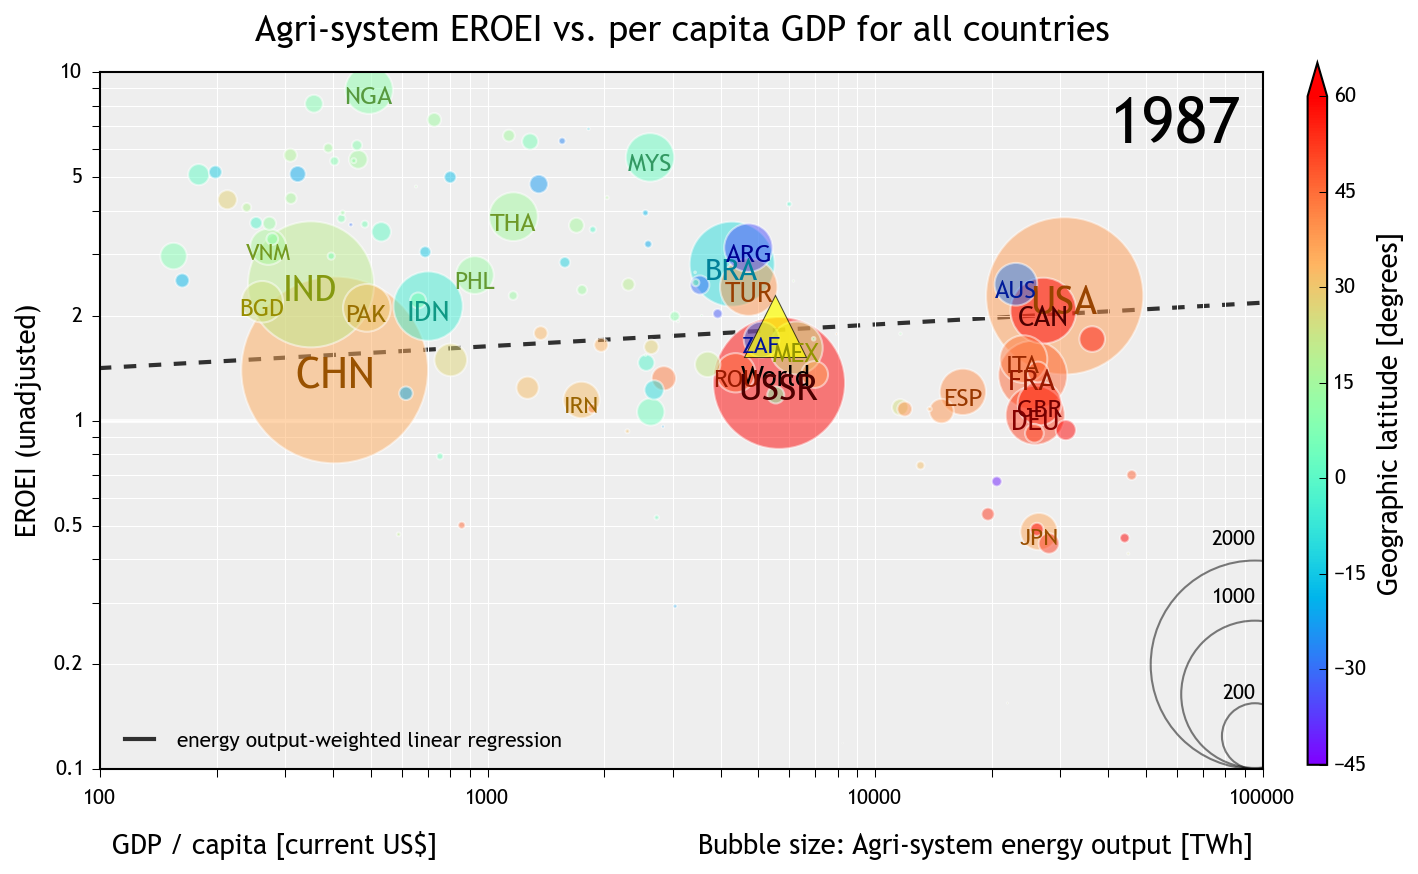 Agri-system EROEI vs. per capita GDP for all countries
1987
EROEI (unadjusted)
10
5
2
1
0.5
0.2
0.1
100
1000
10000
100000
GDP / capita [current US$]
Bubble size: Agri-system energy output [TWh]
NGA
MYS
THA
VNM
IND
PHL
BGD
PAK
IDN
CHN
IRN
ARG
BRA
TUR
ZAF
MEX
ROU
World
USSR
AUS
USA
CAN
ITA
FRA
ESP
GBR
DEU
JPN
2000
1000
200
energy output-weighted linear regression
60
45
30
15
0
−15
−30
−45
Geographic latitude [degrees]